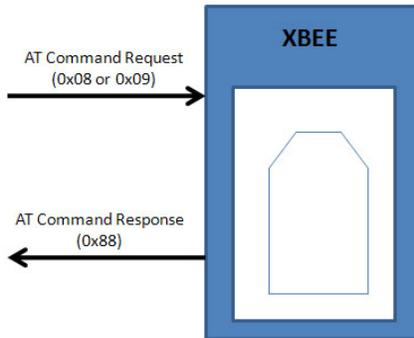 XBEE
AT Command Request
(0x08 or 0x09)
AT Command Response
(0x88)